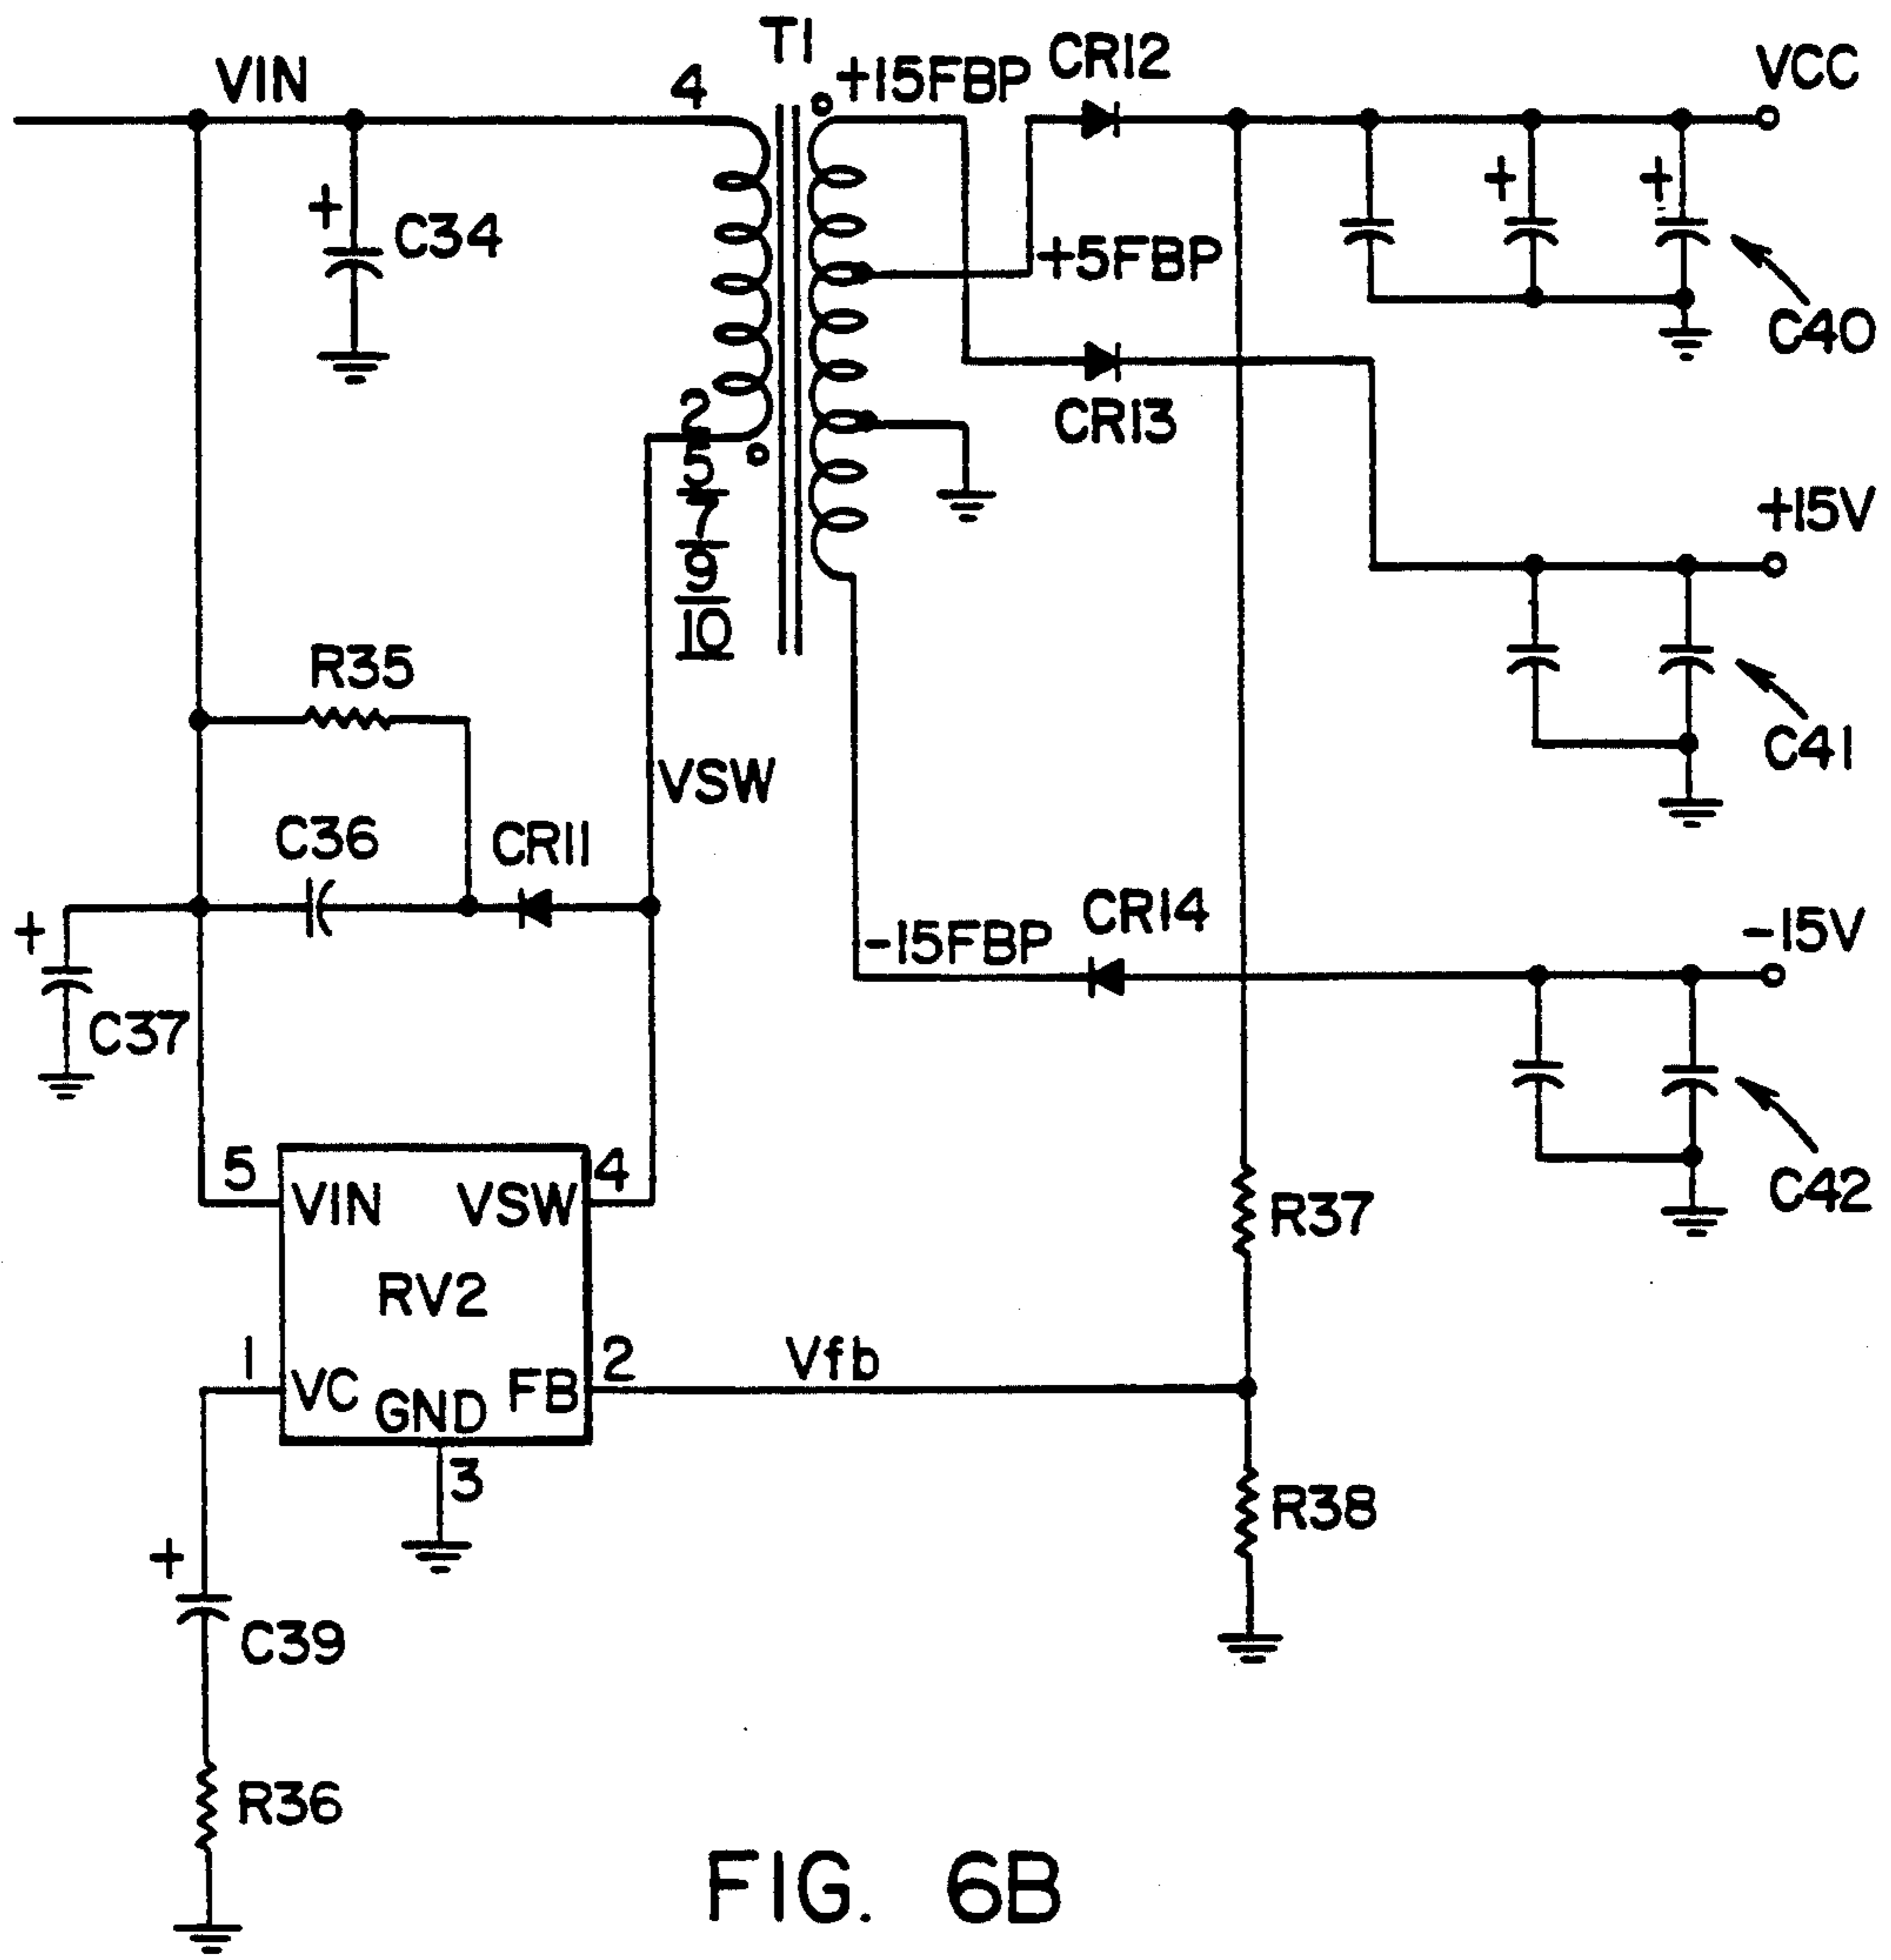 T1
VIN
4
+15FBP
CR12
VCC
+
C34
+
+
+5FBP
C40
2
5
7
9
10
CR13
+15V
R35
VSW
C41
C36
CR11
+
C37
-15FBP
CR14
-15V
C42
5
4
VIN
VSW
R37
RV2
1
2
Vfb
VC
GND
FB
3
R38
+
C39
R36
FIG. 6B